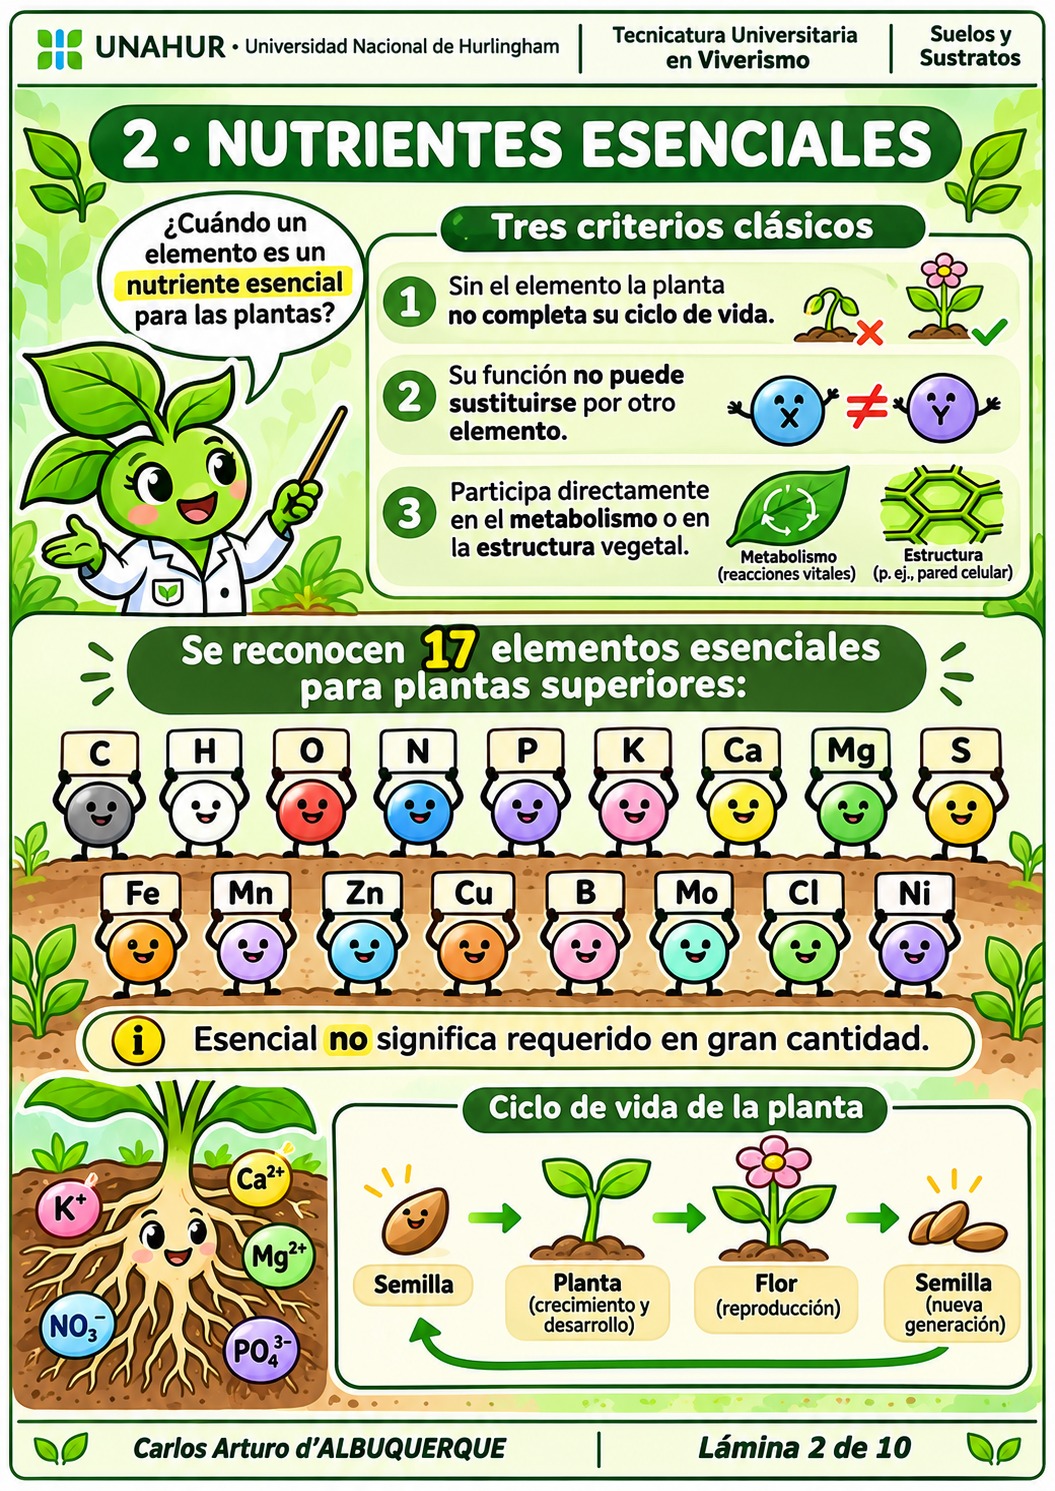 UNAHUR • Universidad Nacional de Hurlingham
Tecnicatura Universitaria
en Viverismo
Suelos y
Sustratos
2 • NUTRIENTES ESENCIALES
¿Cuándo un
elemento es un
nutriente esencial
para las plantas?
Tres criterios clásicos
1
Sin el elemento la planta
no completa su ciclo de vida.
2
Su función no puede
sustituirse por otro
elemento.
X ≠ Y
3
Participa directamente
en el metabolismo o en
la estructura vegetal.
Metabolismo
(reacciones vitales)
Estructura
(p. ej., pared celular)
Se reconocen 17 elementos esenciales
para plantas superiores:
C H O N P K Ca Mg S
Fe Mn Zn Cu B Mo Cl Ni
i Esencial no significa requerido en gran cantidad.
K⁺
Ca²⁺
Mg²⁺
NO₃⁻
PO₄³⁻
Ciclo de vida de la planta
Semilla
Planta
(crecimiento y
desarrollo)
Flor
(reproducción)
Semilla
(nueva
generación)
Carlos Arturo d’ALBUQUERQUE
Lámina 2 de 10